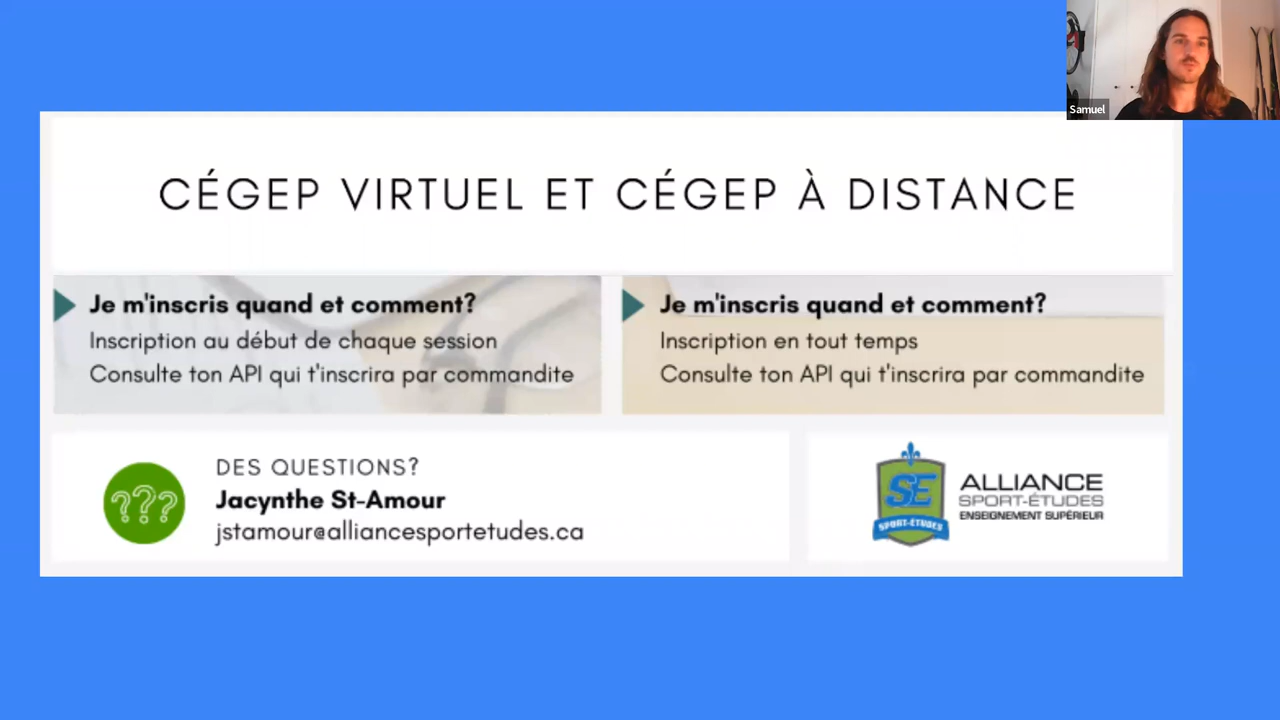 Samuel
CÉGEP VIRTUEL ET CÉGEP À DISTANCE
Je m'inscris quand et comment?
Inscription au début de chaque session
Consulte ton API qui t'inscrira par commandite
Je m'inscris quand et comment?
Inscription en tout temps
Consulte ton API qui t'inscrira par commandite
???
DES QUESTIONS?
Jacynthe St-Amour
jstamour@alliancesportetudes.ca
SE
SPORT-ÉTUDES
ALLIANCE
SPORT-ÉTUDES
ENSEIGNEMENT SUPÉRIEUR